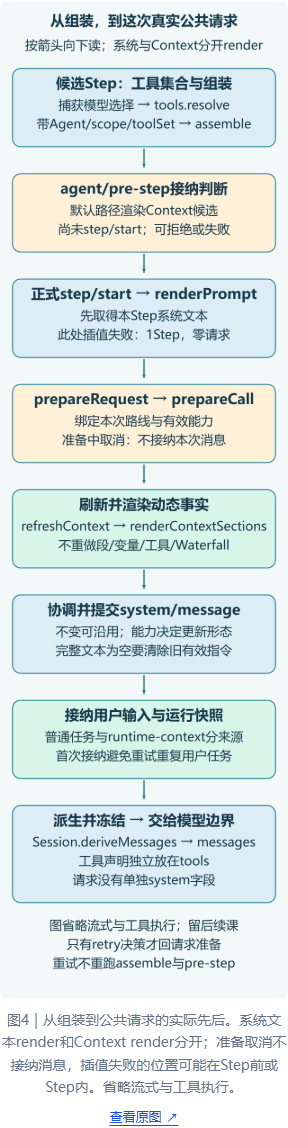 从组装，到这次真实公共请求
按箭头向下读；系统与Context分开render
候选Step：工具集合与组装
捕获模型选择 → tools.resolve
带Agent/scope/toolSet → assemble
agent/pre-step接纳判断
默认路径渲染Context候选
尚未step/start；可拒绝或失败
正式step/start → renderPrompt
先取得本Step系统文本
此处插值失败：1Step，零请求
prepareRequest → prepareCall
绑定本次路线与有效能力
准备中取消：不接纳本次消息
刷新并渲染动态事实
refreshContext → renderContextSections
不重做段/变量/工具/Waterfall
协调并提交system/message
不变可沿用；能力决定更新形态
完整文本为空要清除旧有效指令
接纳用户输入与运行快照
普通任务与runtime-context分来源
首次接纳避免重试重复用户任务
派生并冻结 → 交给模型边界
Session.deriveMessages → messages
工具声明独立放在tools
请求没有单独system字段
图省略流式与工具执行；留后续课
只有retry决策才回请求准备
重试不重跑assemble与pre-step
图4｜从组装到公共请求的实际先后。系统文
本render和Context render分开；准备取消不
接纳消息，插值失败的位置可能在Step前或
Step内。省略流式与工具执行。
查看原图 ↗